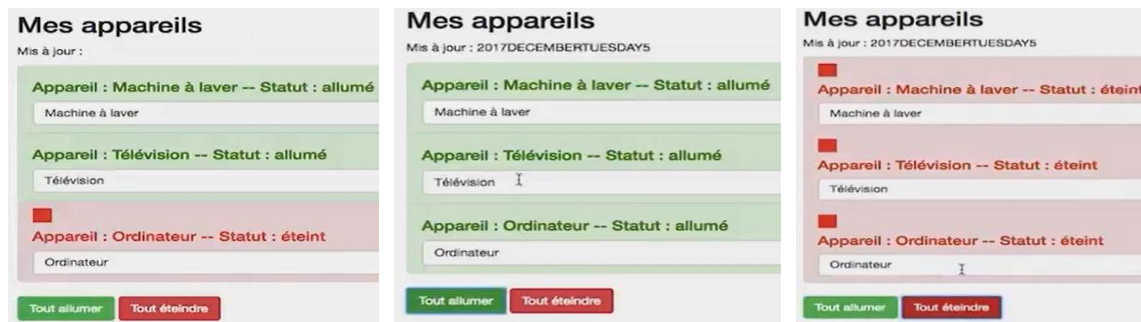 Mes appareils
Mis à jour :
Appareil : Machine à laver -- Statut : allumé
Machine à laver
Appareil : Télévision -- Statut : allumé
Télévision
Appareil : Ordinateur -- Statut : éteint
Ordinateur
Tout allumer Tout éteindre
Mes appareils
Mis à jour : 2017DECEMBERTUESDAY5
Appareil : Machine à laver -- Statut : allumé
Machine à laver
Appareil : Télévision -- Statut : allumé
Télévision
Appareil : Ordinateur -- Statut : allumé
Ordinateur
Tout allumer Tout éteindre
Mes appareils
Mis à jour : 2017DECEMBERTUESDAY5
Appareil : Machine à laver -- Statut : éteint
Machine à laver
Appareil : Télévision -- Statut : éteint
Télévision
Appareil : Ordinateur -- Statut : éteint
Ordinateur
Tout allumer Tout éteindre